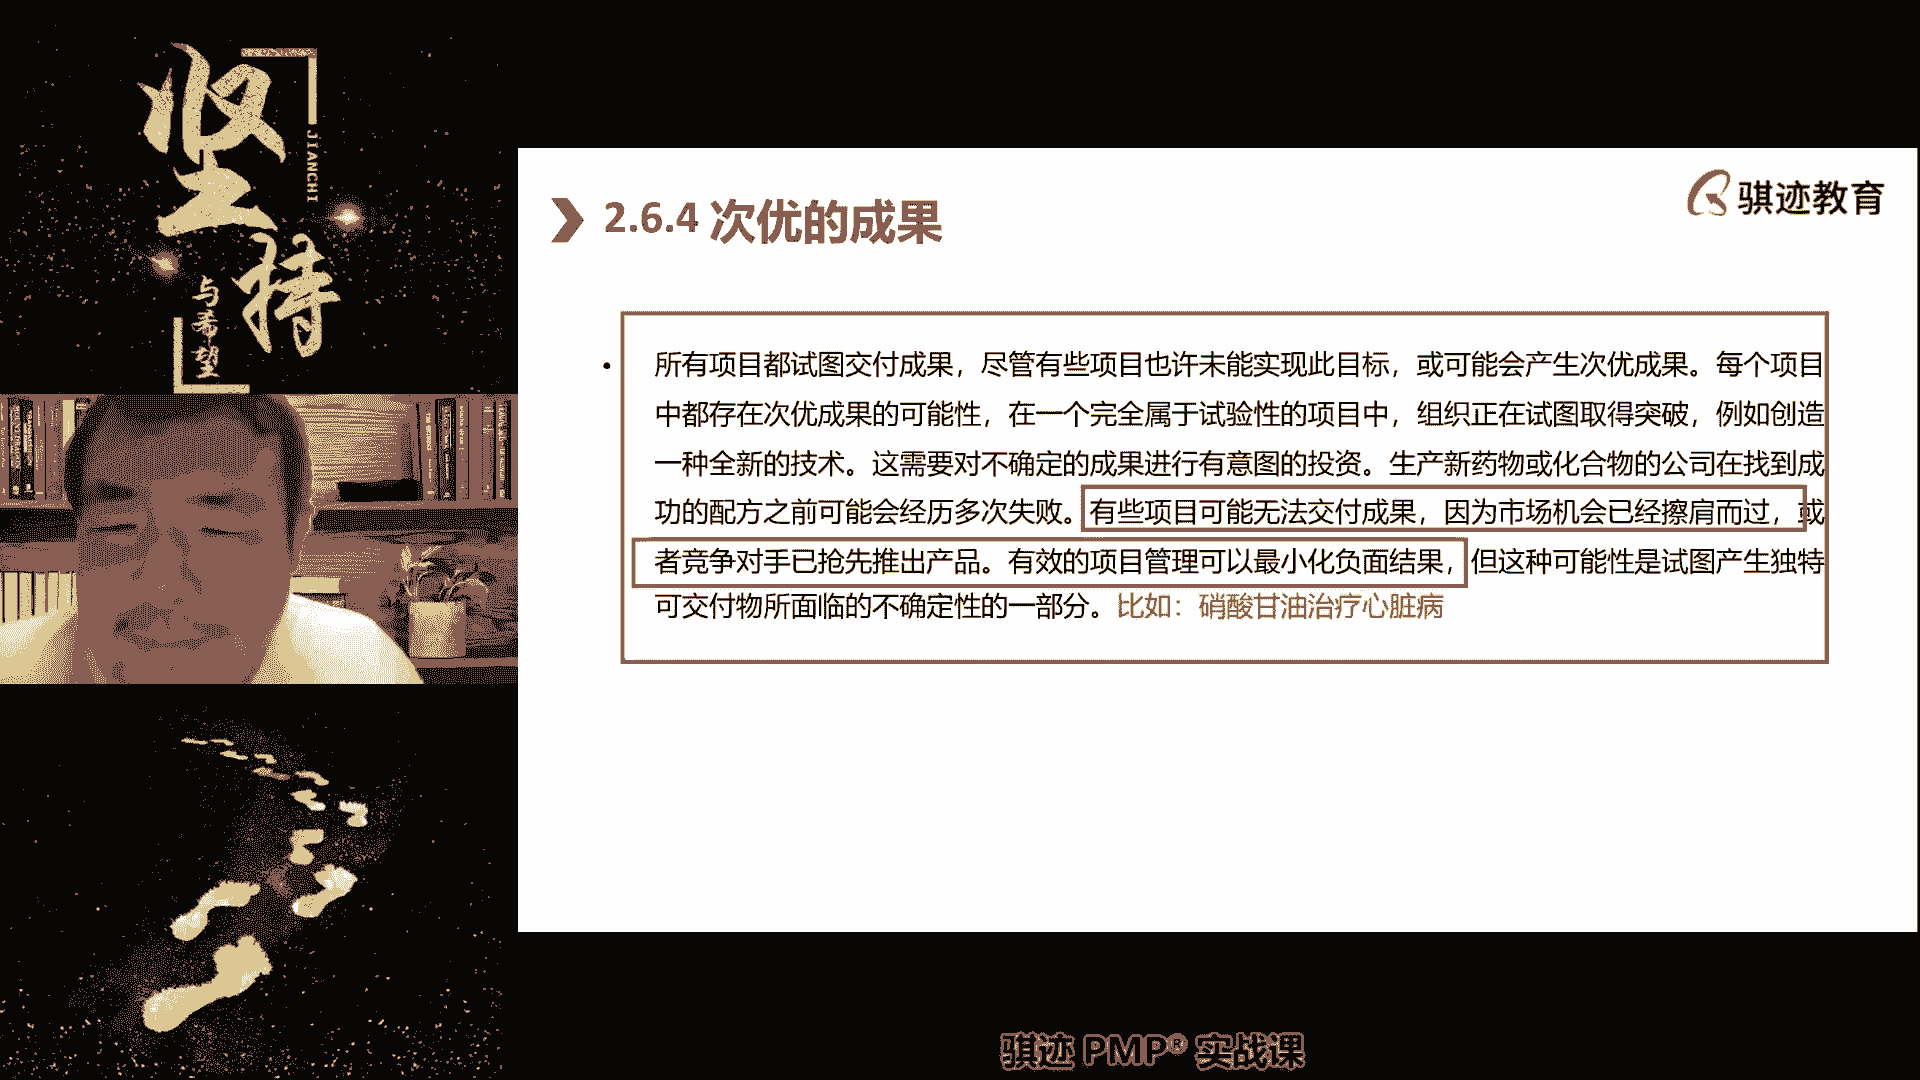 坚持
JIANCHI
与希望
骐迹教育
2.6.4 次优的成果
• 所有项目都试图交付成果，尽管有些项目也许未能实现此目标，或可能会产生次优成果。每个项目
中都存在次优成果的可能性，在一个完全属于试验性的项目中，组织正在试图取得突破，例如创造
一种全新的技术。这需要对不确定的成果进行有意图的投资。生产新药物或化合物的公司在找到成
功的配方之前可能会经历多次失败。有些项目可能无法交付成果，因为市场机会已经擦肩而过，或
者竞争对手已抢先推出产品。有效的项目管理可以最小化负面结果，但这种可能性是试图产生独特
可交付物所面临的不确定性的一部分。比如：硝酸甘油治疗心脏病
骐迹 PMP® 实战课